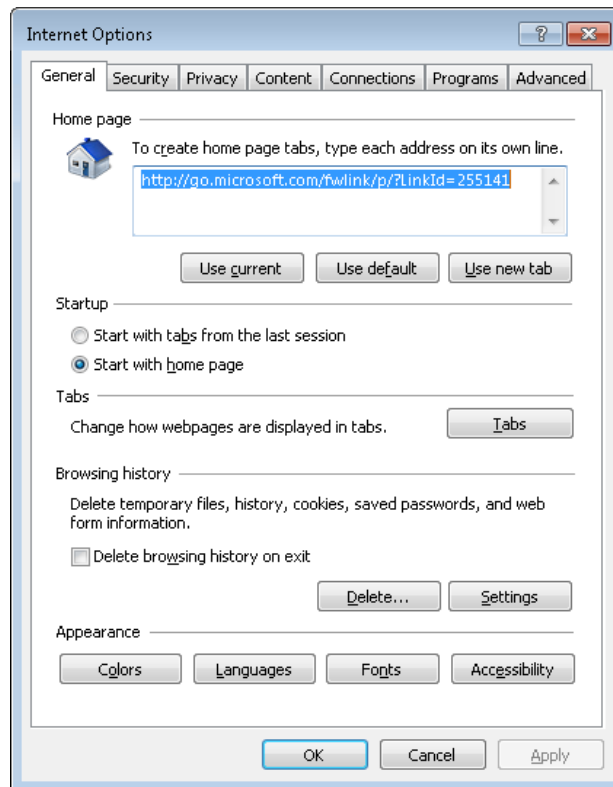 Internet Options
General Security Privacy Content Connections Programs Advanced
Home page
To create home page tabs, type each address on its own line.
http://go.microsoft.com/fwlink/p/?LinkId=255141
Use current Use default Use new tab
Startup
Start with tabs from the last session
Start with home page
Tabs
Change how webpages are displayed in tabs. Tabs
Browsing history
Delete temporary files, history, cookies, saved passwords, and web
form information.
Delete browsing history on exit
Delete... Settings
Appearance
Colors Languages Fonts Accessibility
OK Cancel Apply